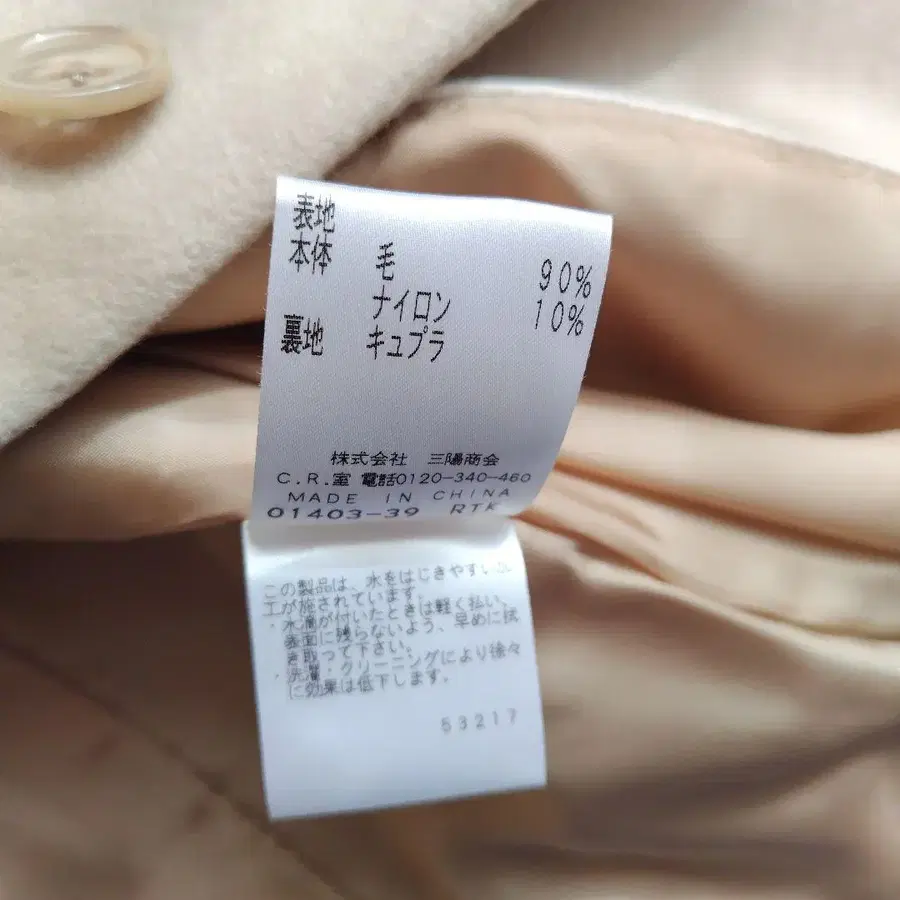 表地
本体 毛 90%
ナイロン 10%
裏地 キュプラ
株式会社 三陽商会
C.R.室 電話0120-340-460
MADE IN CHINA
01403-39 RTK
この製品は、水をはじきやすい加
工が施されています。
・水滴が付いたときは軽く払い、
表面に残らないよう、早めに拭
き取って下さい。
・洗濯・クリーニングにより徐々
に効果は低下します。
53217